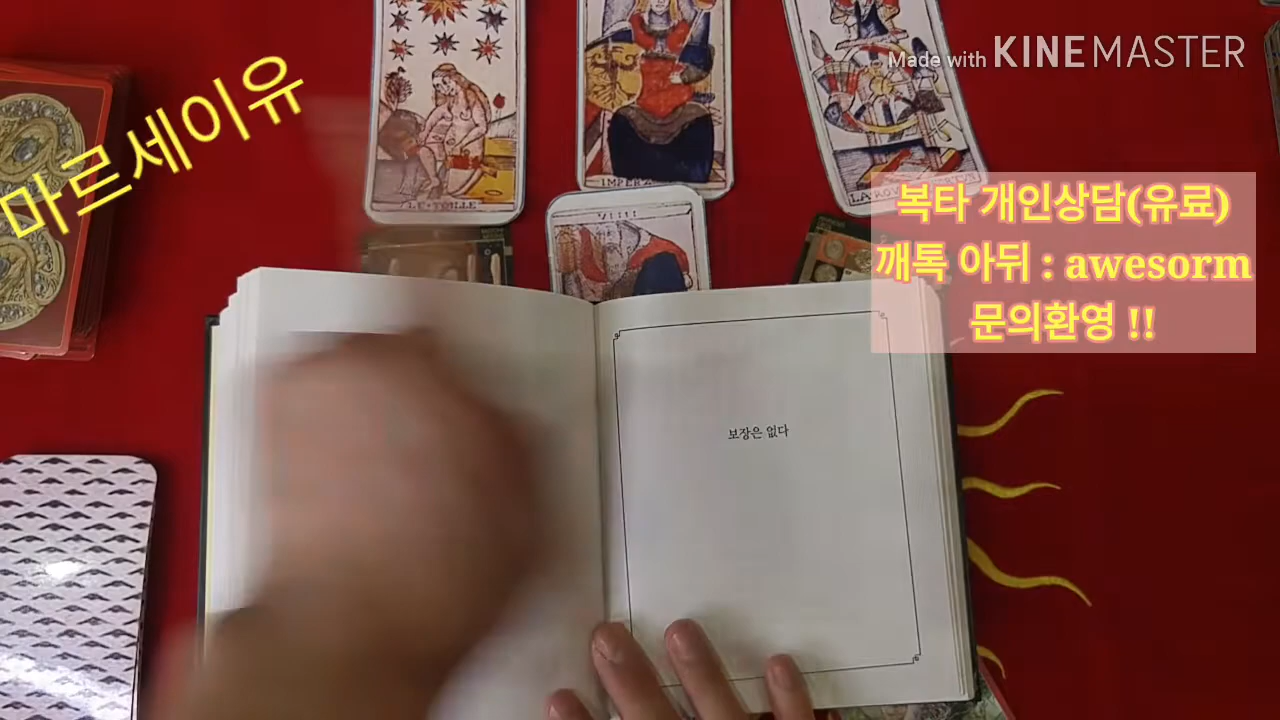 Made with KINEMASTER
마르세이유
복타 개인상담(유료)
깨톡 아뒤 : awesorm
문의환영 !!
VIIII
보장은 없다